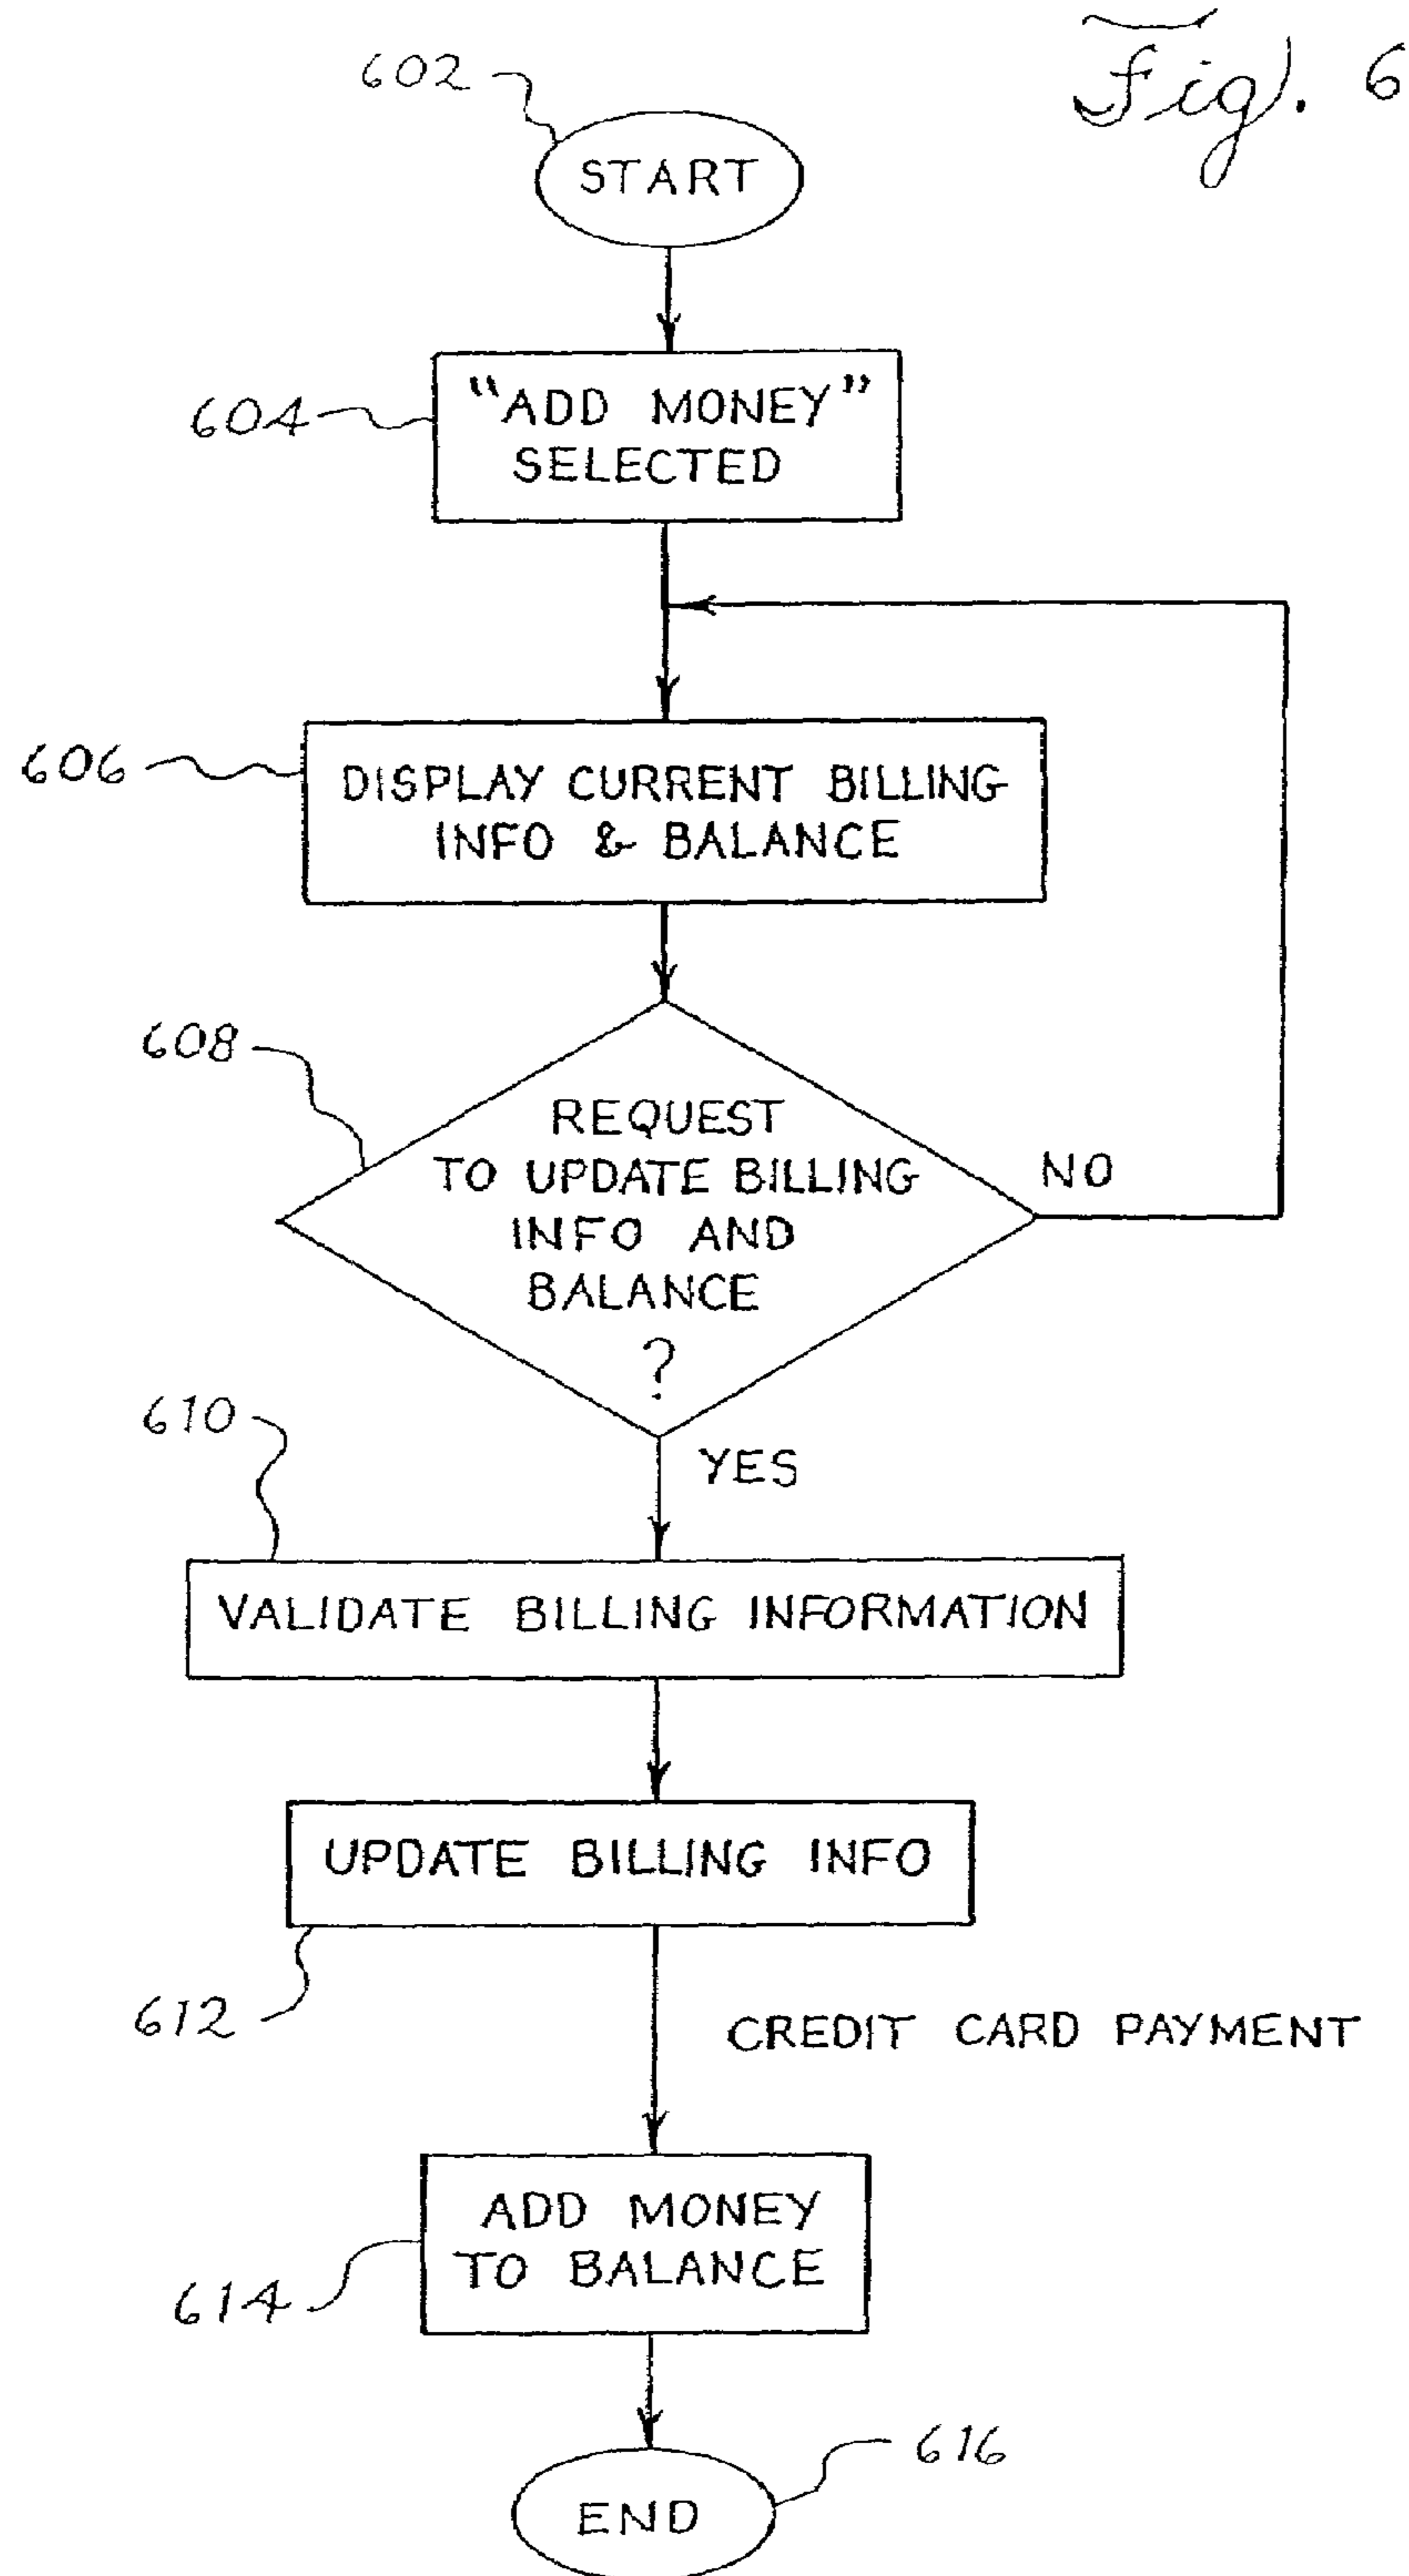 Fig. 6
602
START
604
"ADD MONEY"
SELECTED
606
DISPLAY CURRENT BILLING
INFO & BALANCE
608
REQUEST
TO UPDATE BILLING
INFO AND
BALANCE
?
NO
YES
610
VALIDATE BILLING INFORMATION
UPDATE BILLING INFO
612
CREDIT CARD PAYMENT
ADD MONEY
TO BALANCE
614
616
END